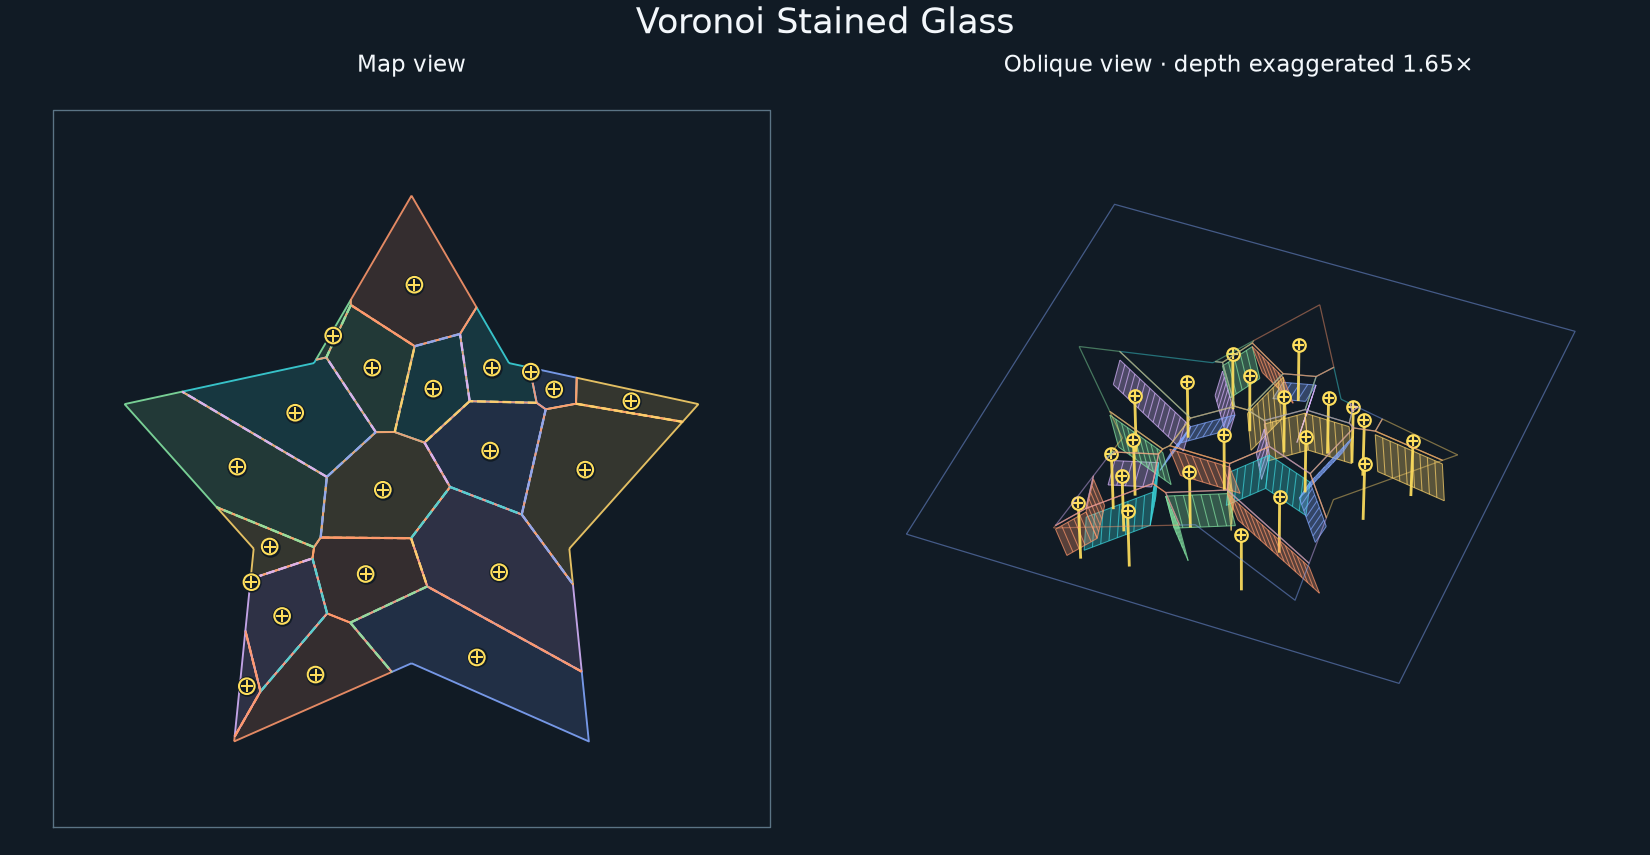 Voronoi Stained Glass
Map view
Oblique view · depth exaggerated 1.65×